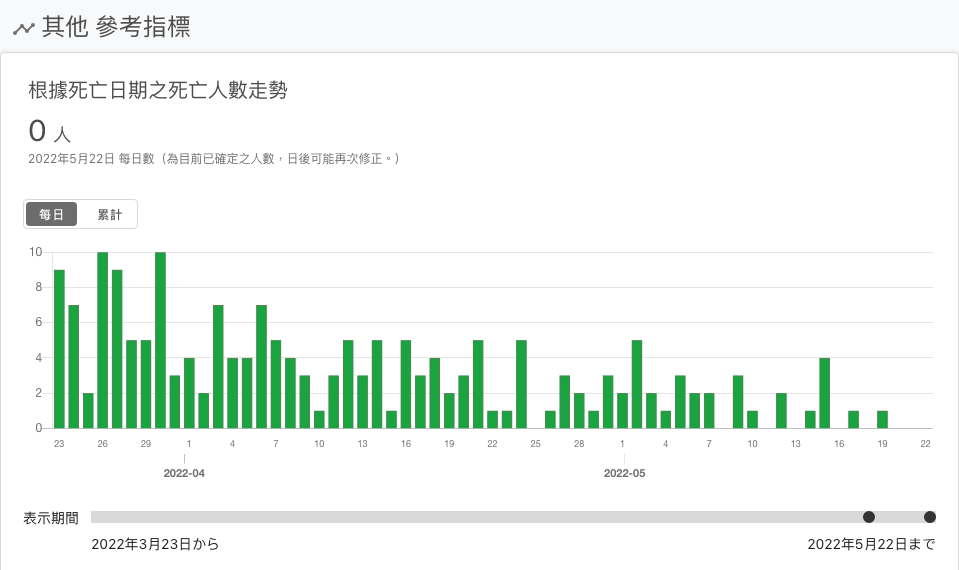 其他 參考指標
根據死亡日期之死亡人數走勢
0 人
2022年5月22日 每日數（為目前已確定之人數，日後可能再次修正。）
每日 累計
10
8
6
4
2
0
23 26 29 1 4 7 10 13 16 19 22 25 28 1 4 7 10 13 16 19 22
2022-04 2022-05
表示期間
2022年3月23日から 2022年5月22日まで